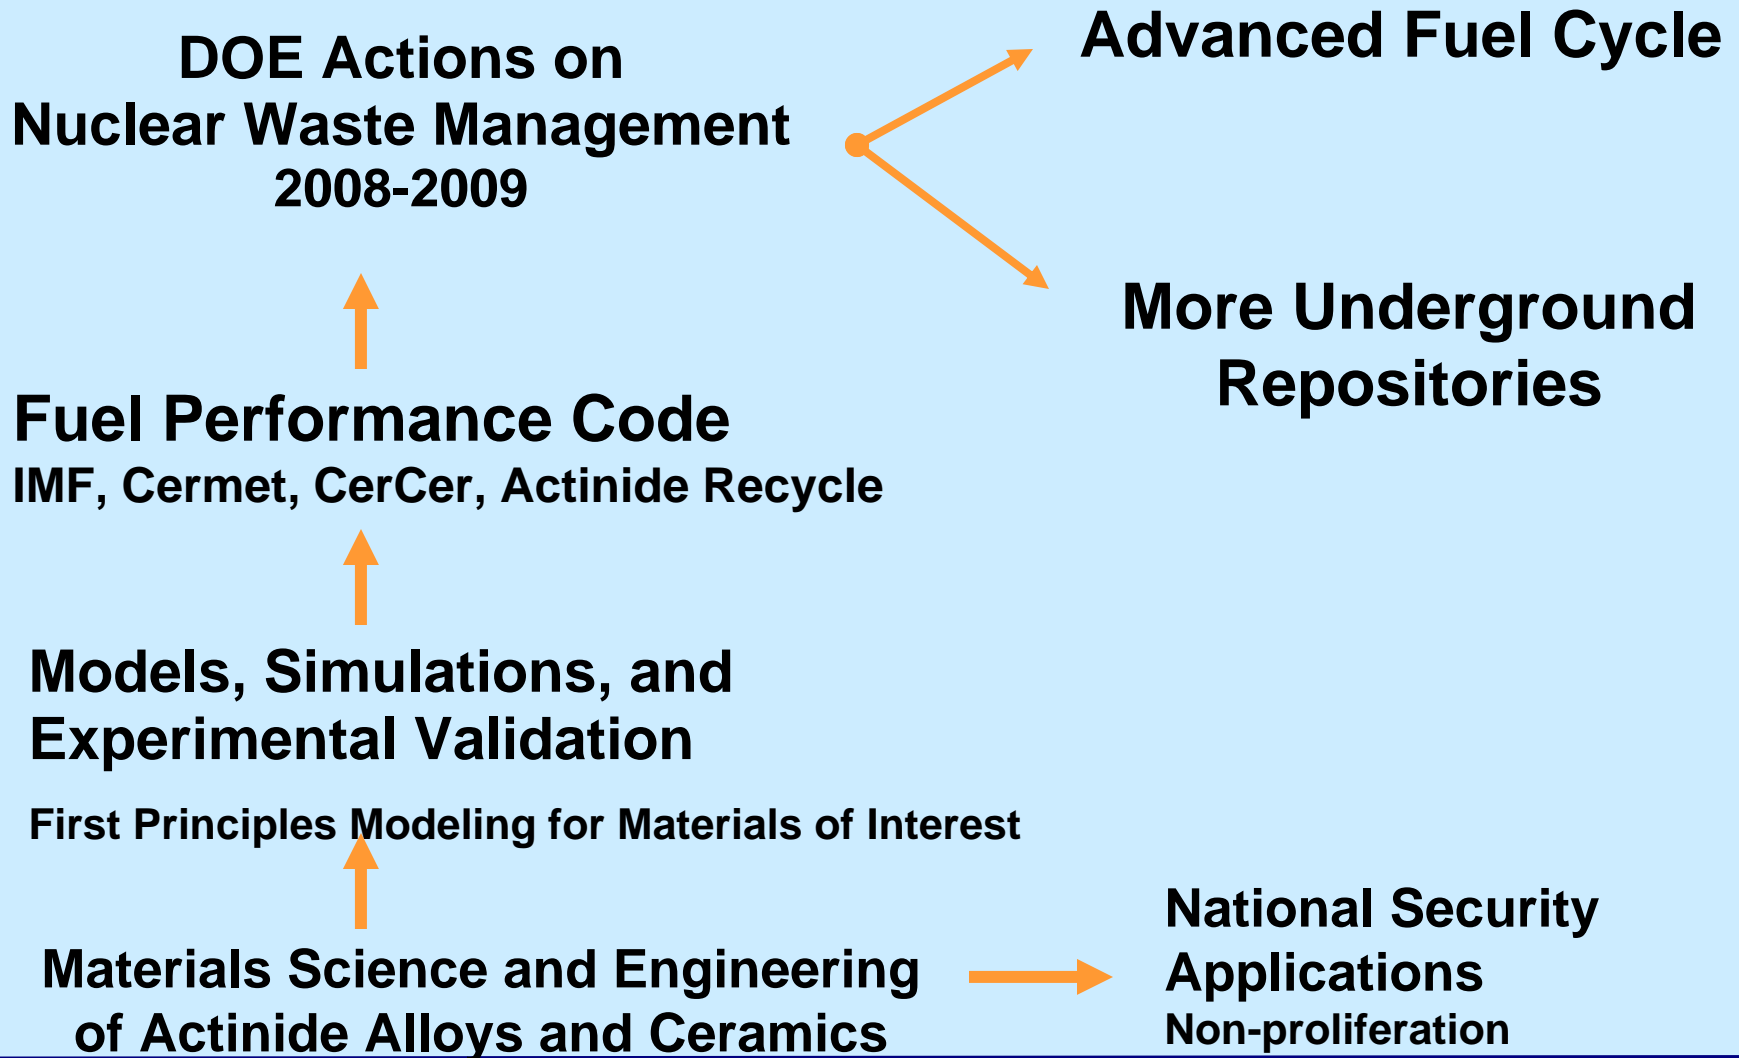 DOE Actions on
Nuclear Waste Management
2008-2009
Advanced Fuel Cycle
More Underground
Repositories
Fuel Performance Code
IMF, Cermet, CerCer, Actinide Recycle
Models, Simulations, and
Experimental Validation
First Principles Modeling for Materials of Interest
Materials Science and Engineering
of Actinide Alloys and Ceramics
National Security
Applications
Non-proliferation